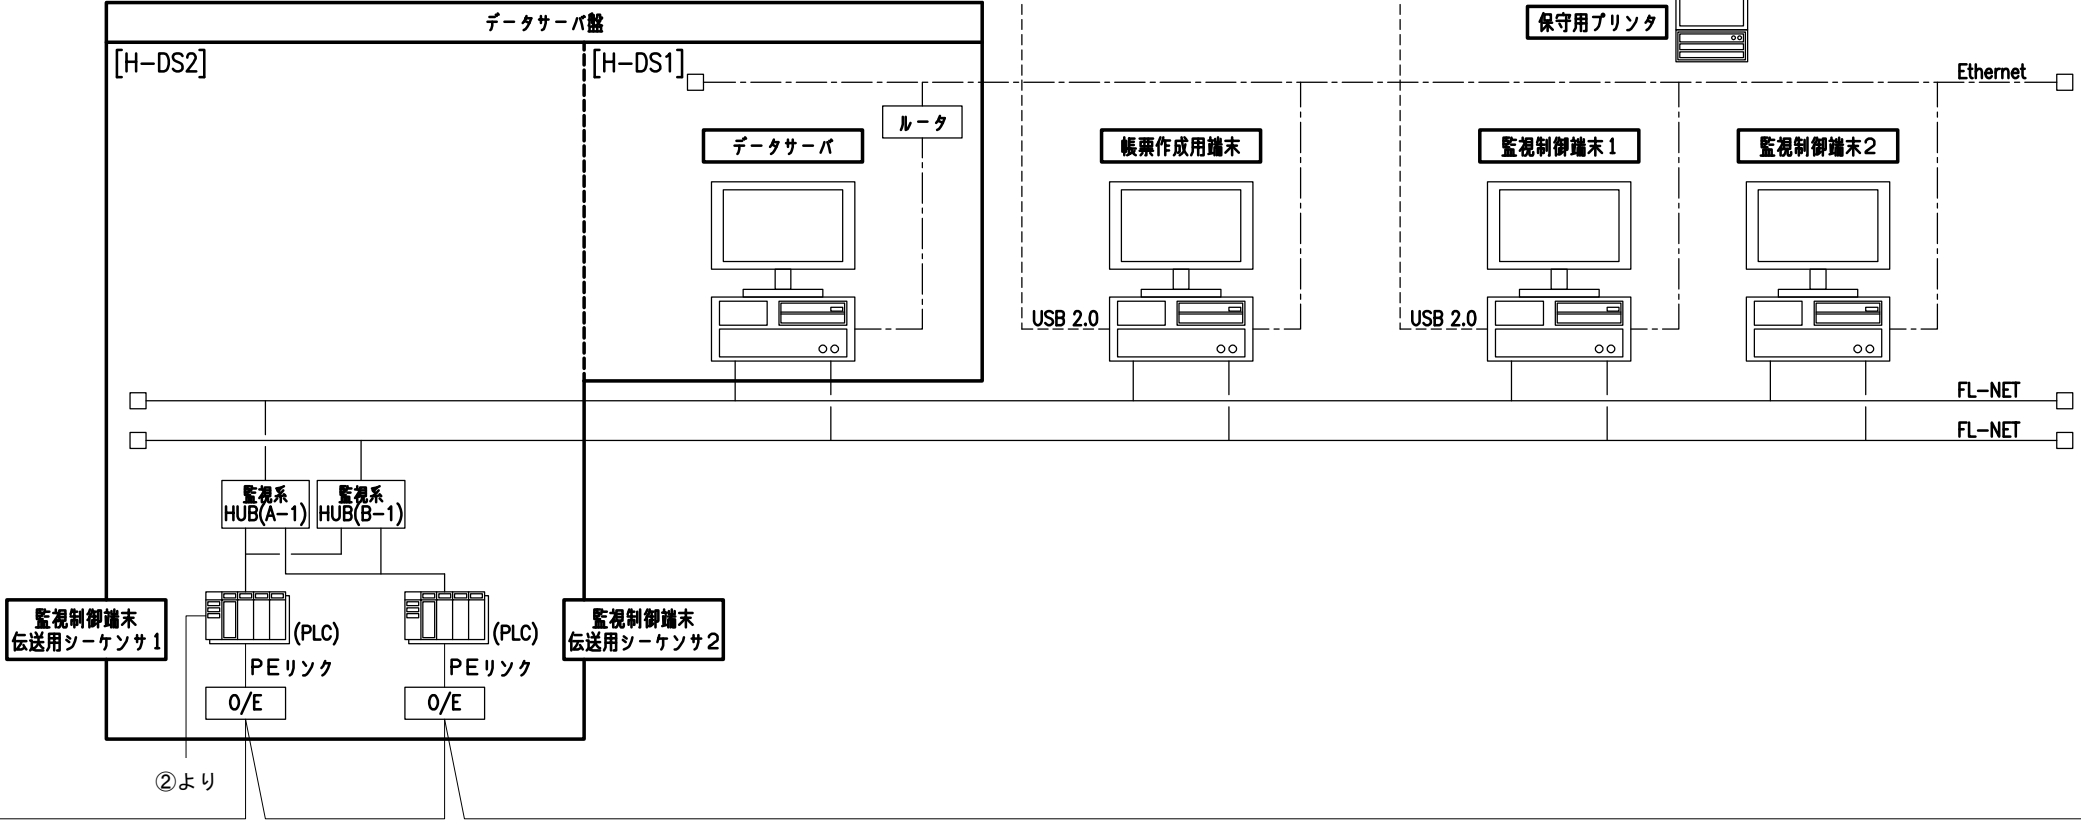 データサーバ盤
保守用プリンタ
[H-DS2]
[H-DS1]
Ethernet
ルータ
データサーバ
帳票作成用端末
監視制御端末1
監視制御端末2
USB 2.0
USB 2.0
FL-NET
FL-NET
監視系
HUB(A-1)
監視系
HUB(B-1)
監視制御端末
伝送用シーケンサ1
(PLC)
(PLC)
監視制御端末
伝送用シーケンサ2
PEリンク
PEリンク
O/E
O/E
②より